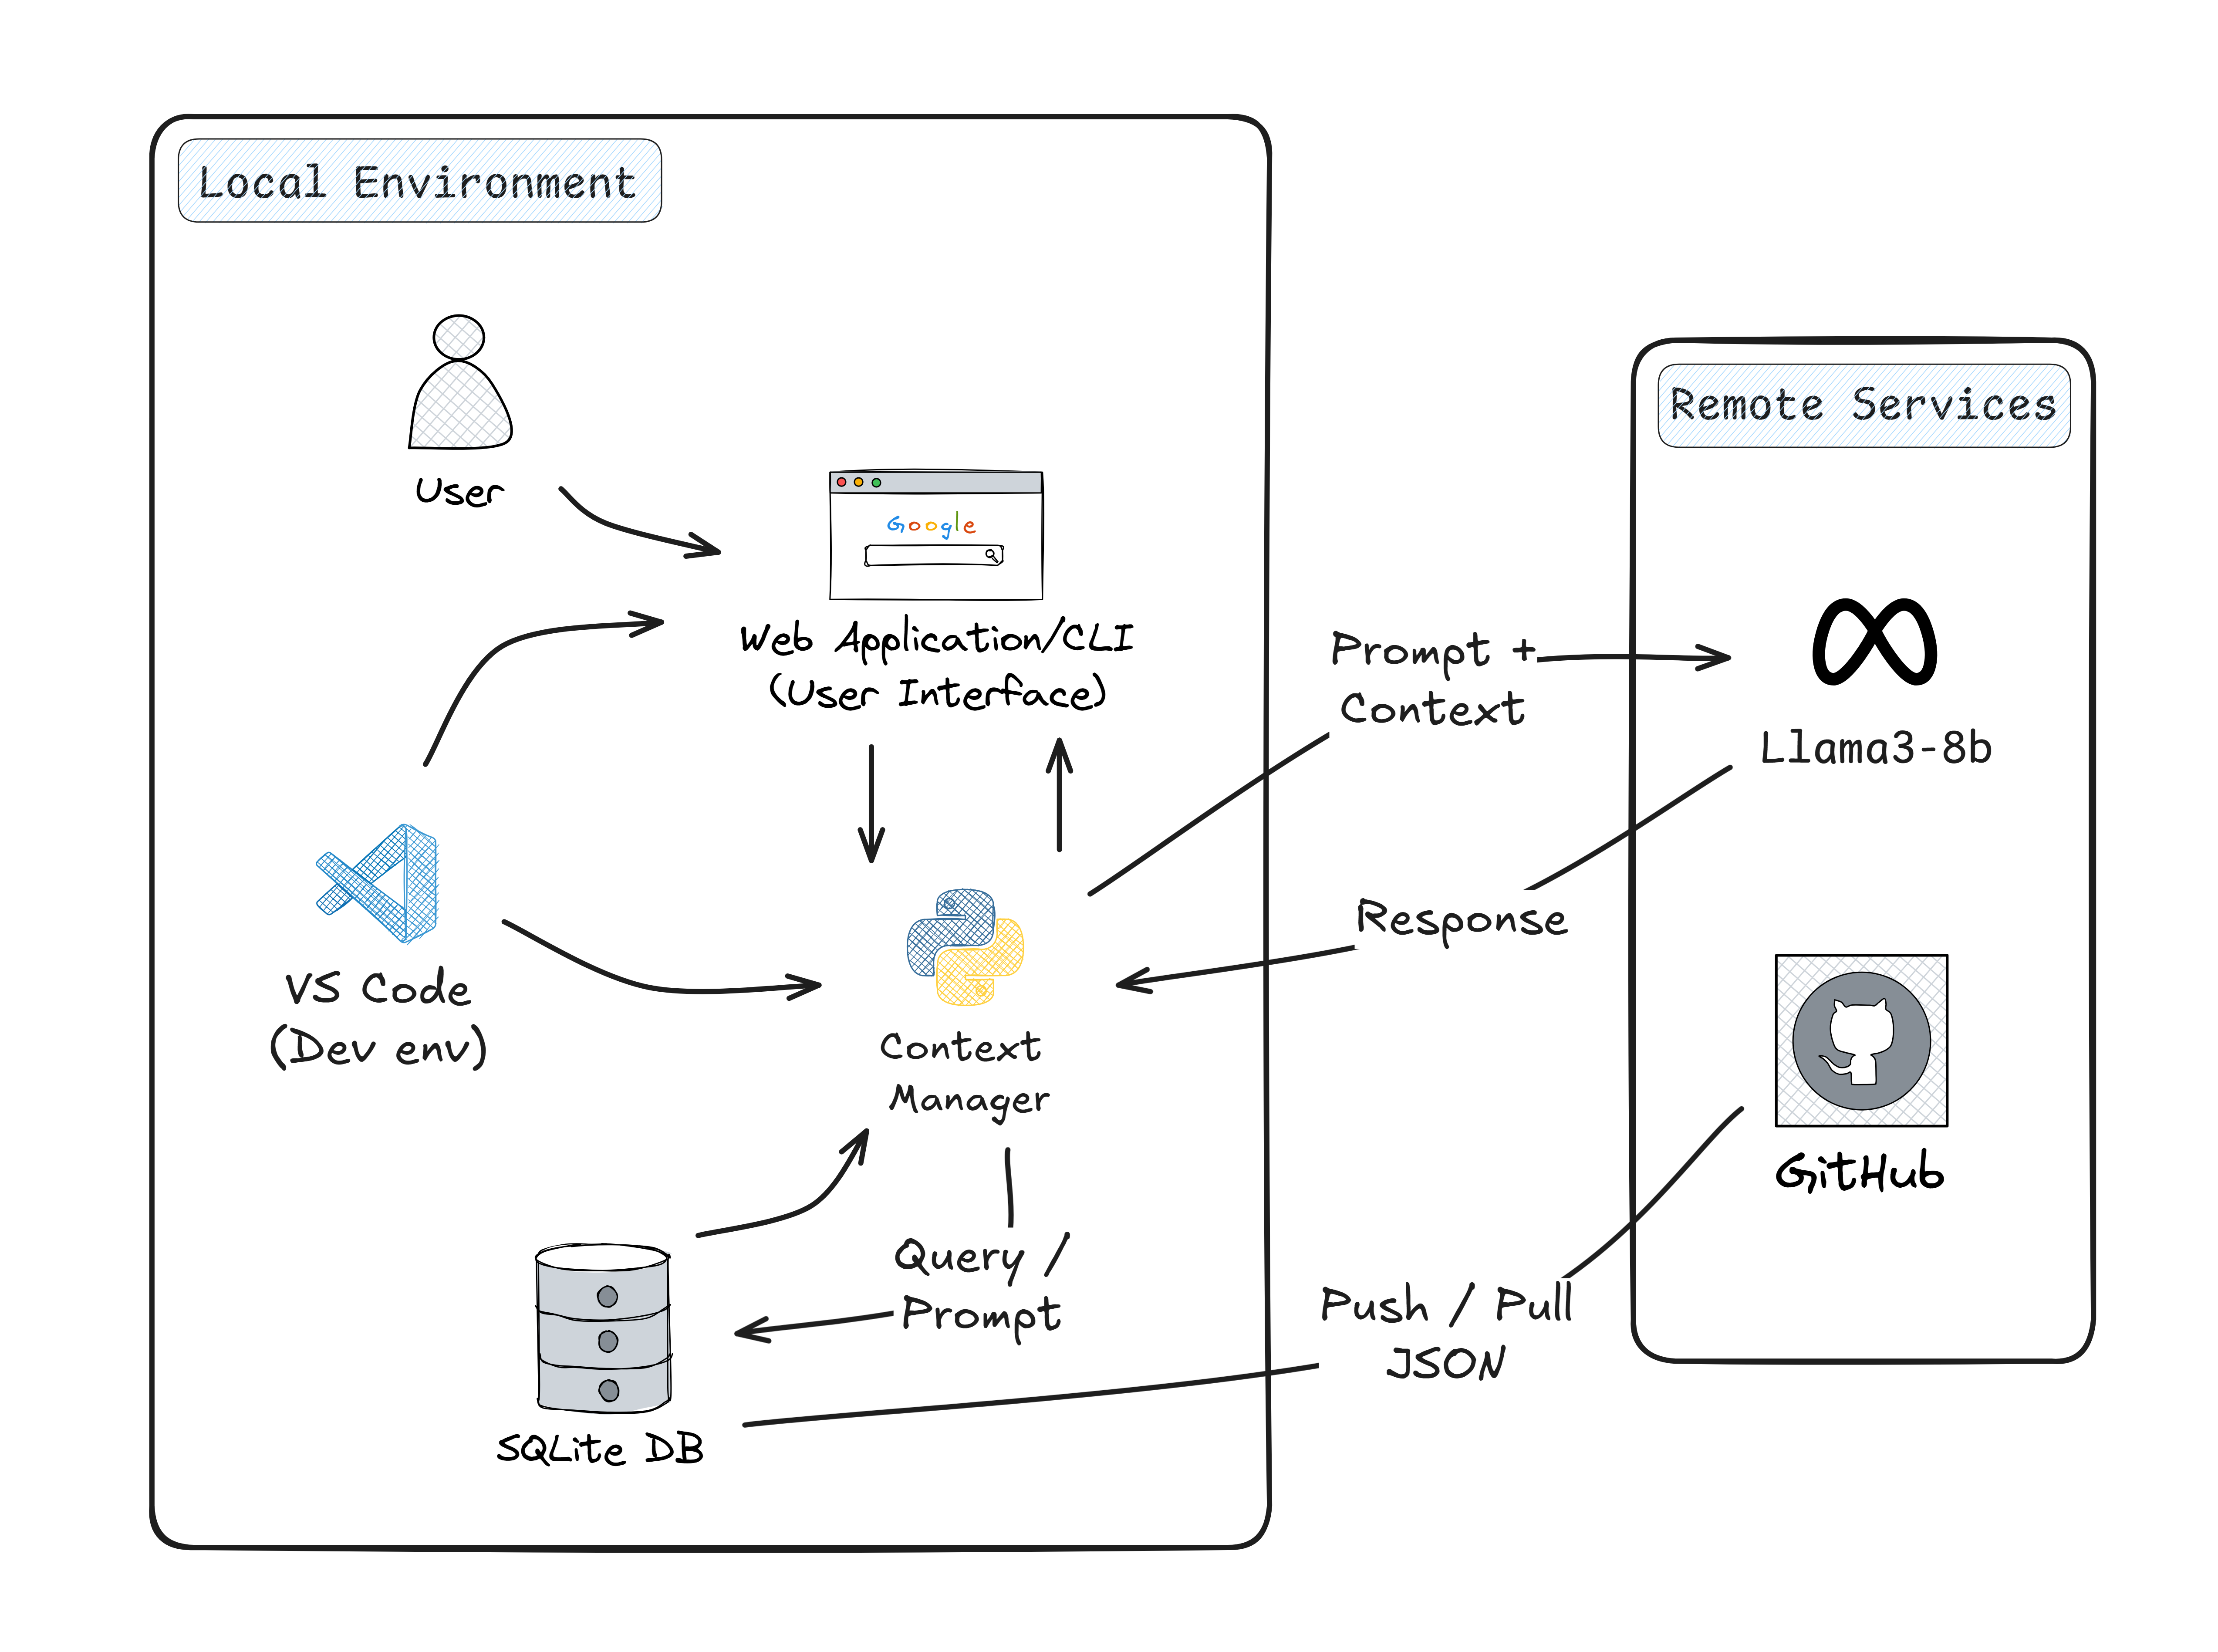 Local Environment
User
Google
Web Application/CLI
(User Interface)
VS Code
(Dev env)
Context
Manager
Query /
Prompt
SQLite DB
Prompt +
Context
Response
Push / Pull
JSON
Remote Services
Llama3-8b
GitHub